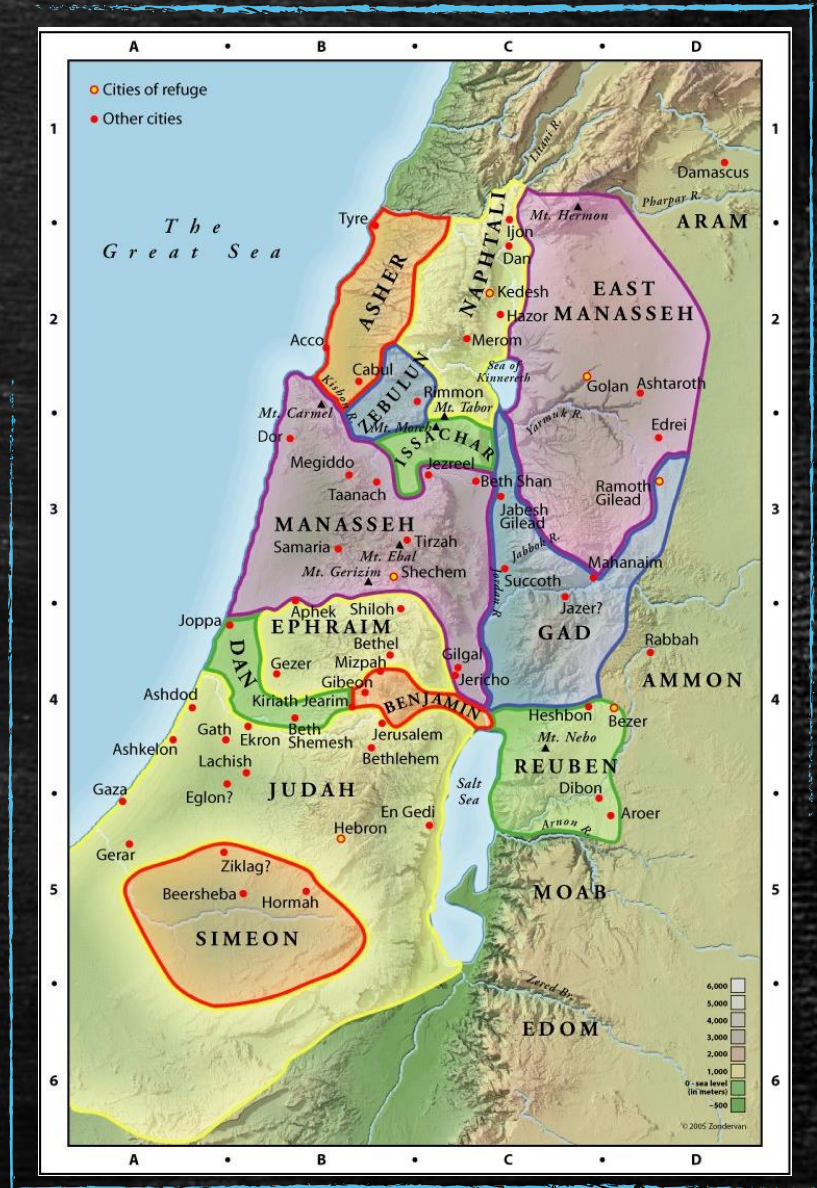 A • B • C • D
Cities of refuge
Other cities
1
1
Litani R.
Damascus
Pharpar R.
ARAM
Mt. Hermon
Tyre
The
Great Sea
Ijon
Dan
NAPHTALI
ASHER
Kedesh
EAST
MANASSEH
Hazor
2
2
Acco
Merom
Cabul
Sea of
Kinnereth
Golan
Ashtaroth
Kishon R.
ZEBULUN
Rimmon
Mt. Carmel
Mt. Tabor
Yarmuk R.
Mt. Moreh
Edrei
Dor
ISSACHAR
Megiddo
Jezreel
Taanach
Beth Shan
Ramoth
Gilead
Jabesh
Gilead
3
3
MANASSEH
Samaria
Tirzah
Mt. Ebal
Jabbok R.
Mt. Gerizim
Shechem
Mahanaim
Succoth
Jordan R.
Jazer?
Aphek
Shiloh
Joppa
EPHRAIM
GAD
DAN
Bethel
Rabbah
Gezer
Mizpah
Gilgal
Gibeon
Jericho
AMMON
Ashdod
Kiriath Jearim
BENJAMIN
4
4
Heshbon
Bezer
Gath
Ekron
Beth
Shemesh
Jerusalem
Mt. Nebo
Ashkelon
Bethlehem
Lachish
REUBEN
Gaza
Eglon?
JUDAH
Salt
Sea
Dibon
En Gedi
Aroer
Hebron
Arnon R.
Gerar
Ziklag?
5
5
Beersheba
Hormah
MOAB
SIMEON
Zered Br.
EDOM
6,000
5,000
4,000
3,000
2,000
1,000
0 - sea level
(in meters)
-500
6
6
© 2005 Zondervan
A • B • C • D